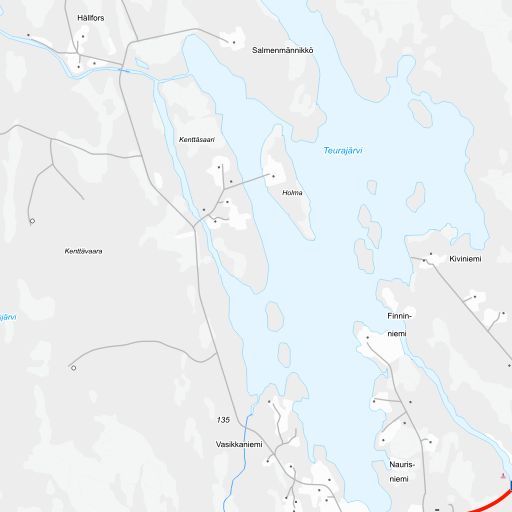 Hällfors
Salmenmännikkö
Kenttäsaari
Teurajärvi
Holma
Kenttävaara
Kiviniemi
Finnin-
niemi
135
Vasikkaniemi
Nauris-
niemi